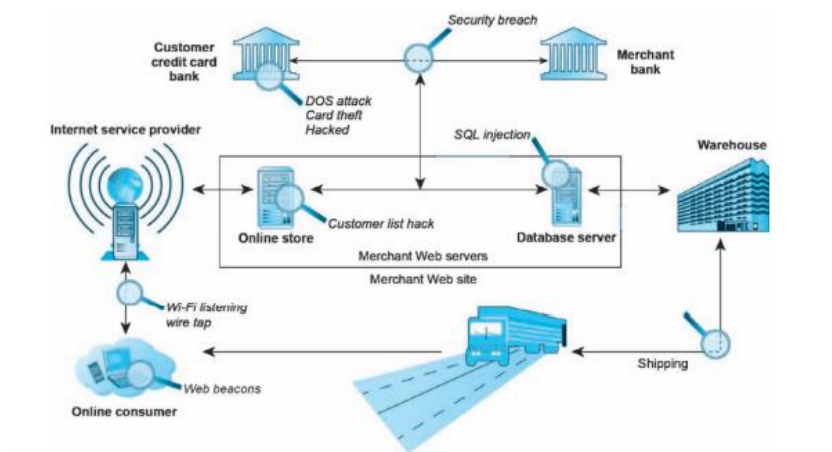 Security breach
Customer
credit card
bank
Merchant
bank
DOS attack
Card theft
Hacked
Internet service provider
SQL injection
Warehouse
Customer list hack
Online store
Database server
Merchant Web servers
Merchant Web site
Wi-Fi listening
wire tap
Shipping
Web beacons
Online consumer